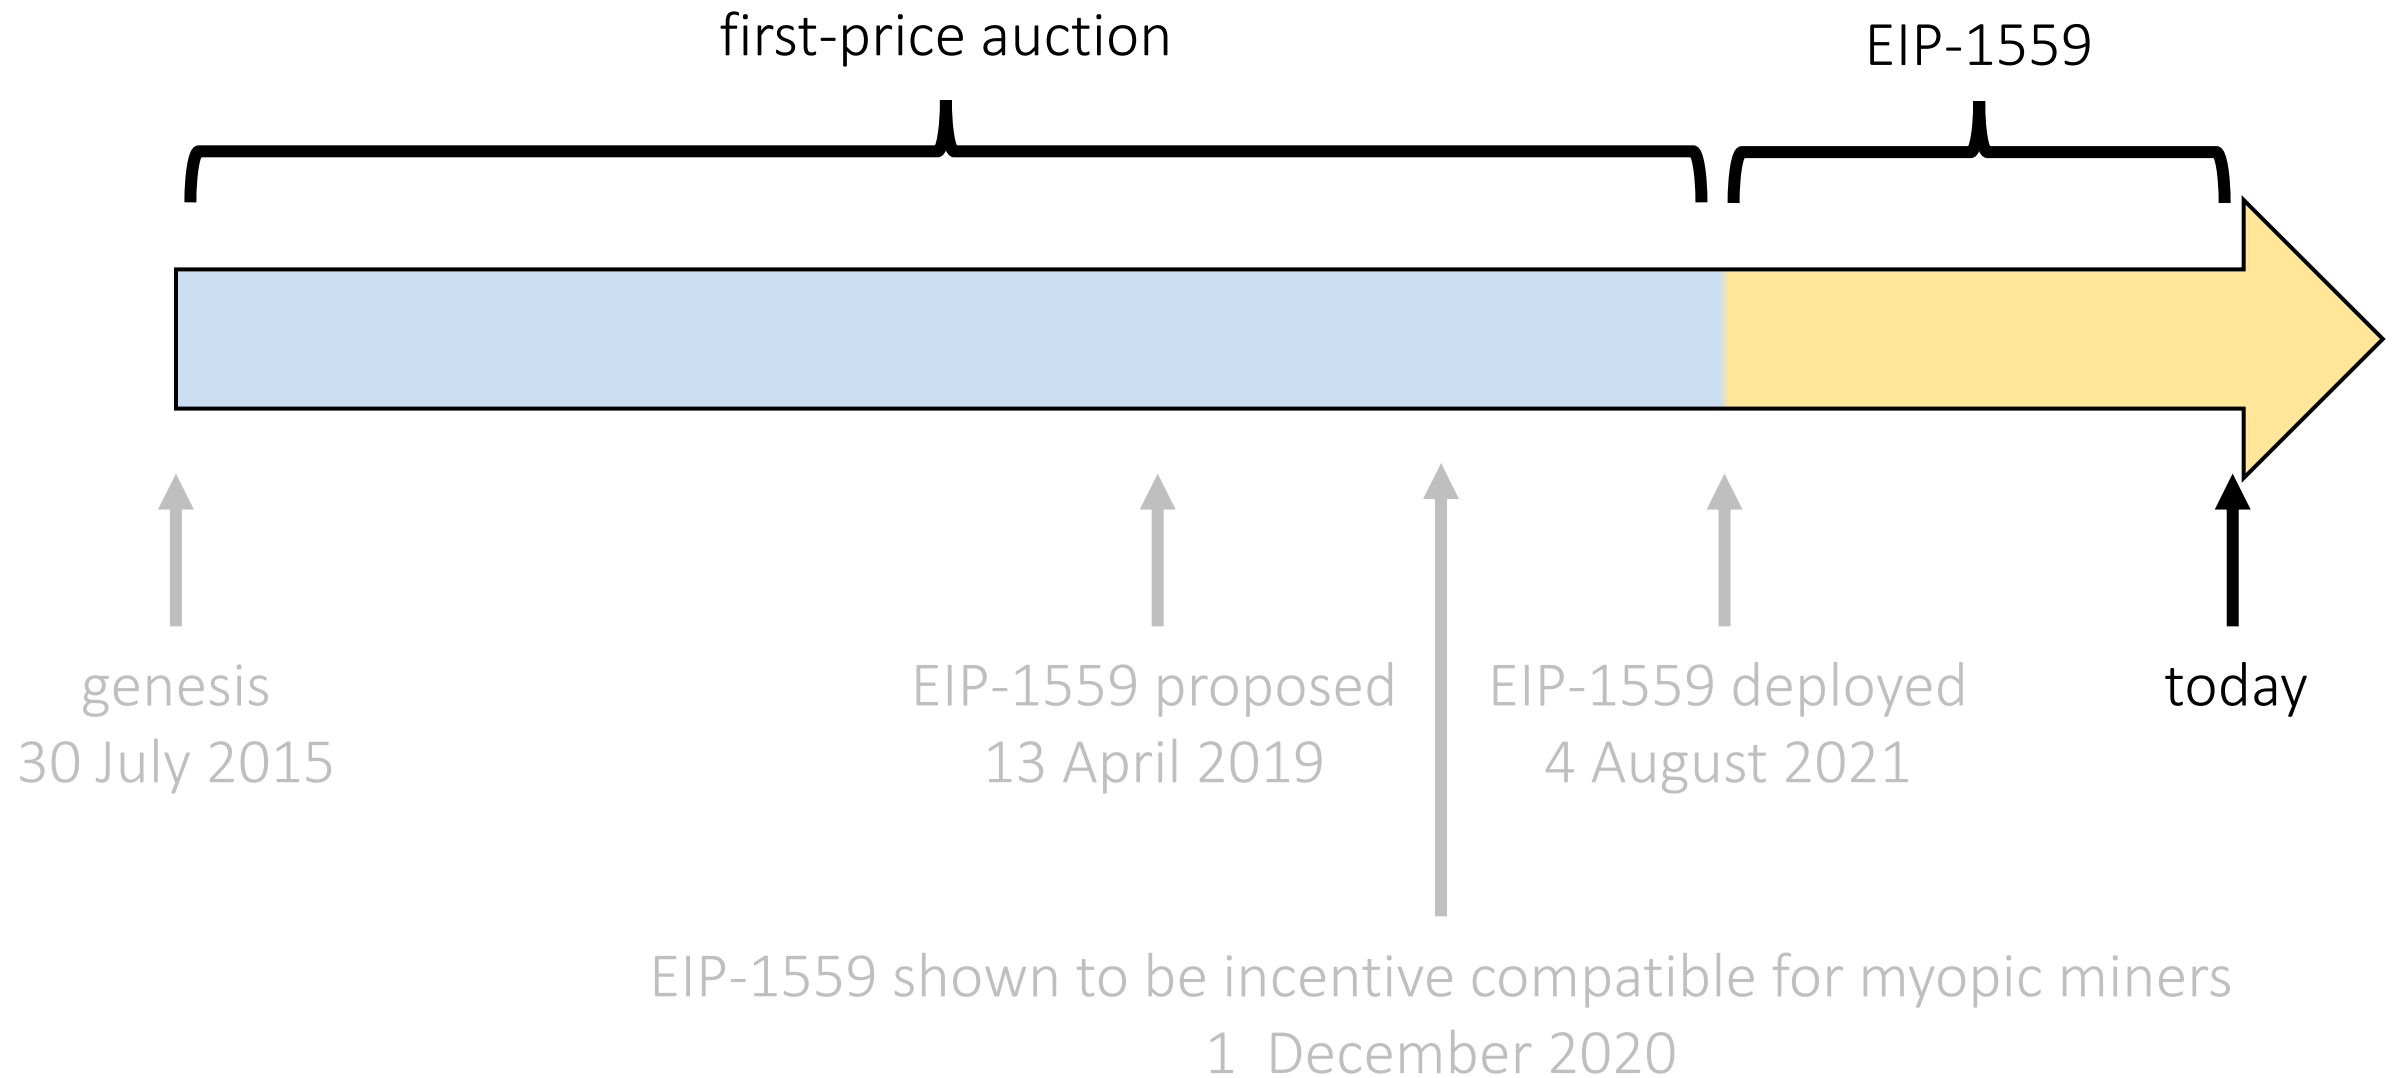 first-price auction
EIP-1559
genesis
30 July 2015
EIP-1559 proposed
13 April 2019
EIP-1559 deployed
4 August 2021
today
EIP-1559 shown to be incentive compatible for myopic miners
1 December 2020